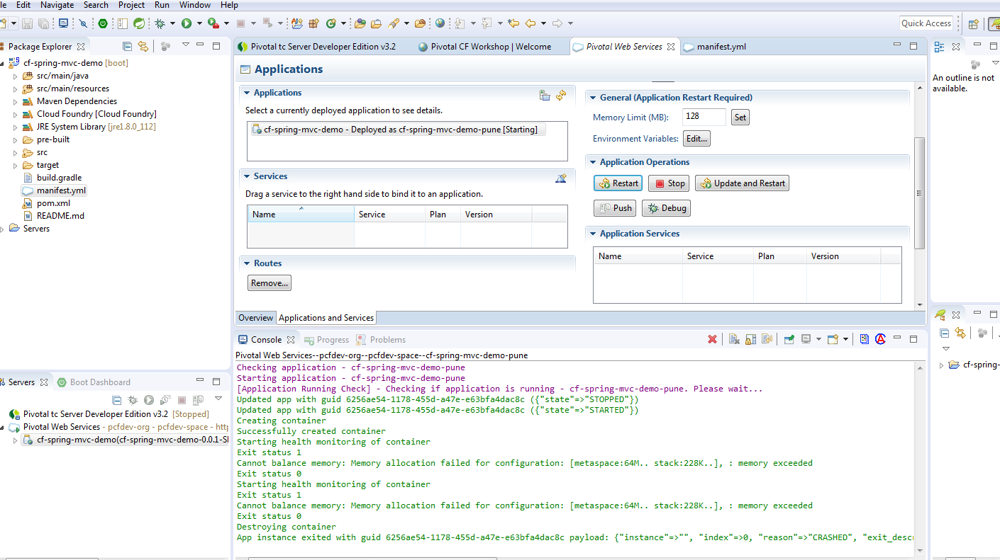 le Edit Navigate Search Project Run Window Help
Quick Access
Package Explorer
cf-spring-mvc-demo [boot]
src/main/java
src/main/resources
Maven Dependencies
Cloud Foundry [Cloud Foundry]
JRE System Library [jre1.8.0_112]
pre-built
src
target
build.gradle
manifest.yml
pom.xml
README.md
Servers
Servers Boot Dashboard
Pivotal tc Server Developer Edition v3.2 [Stopped]
Pivotal Web Services - pcfdev-org - pcfdev-space - htt
cf-spring-mvc-demo(cf-spring-mvc-demo-0.0.1-SI
Pivotal tc Server Developer Edition v3.2 Pivotal CF Workshop | Welcome Pivotal Web Services manifest.yml
Applications
Applications
Select a currently deployed application to see details.
cf-spring-mvc-demo - Deployed as cf-spring-mvc-demo-pune [Starting]
Services
Drag a service to the right hand side to bind it to an application.
Name Service Plan Version
Routes
Remove...
General (Application Restart Required)
Memory Limit (MB): 128 Set
Environment Variables: Edit...
Application Operations
Restart Stop Update and Restart
Push Debug
Application Services
Name Service Plan Version
Overview Applications and Services
An outline is not
available.
cf-spring-
Console Progress Problems
Pivotal Web Services--pcfdev-org--pcfdev-space--cf-spring-mvc-demo-pune
Checking application - cf-spring-mvc-demo-pune
Starting application - cf-spring-mvc-demo-pune
[Application Running Check] - Checking if application is running - cf-spring-mvc-demo-pune. Please wait...
Updated app with guid 6256ae54-1178-455d-a47e-e63bfa4dac8c ({"state"=>"STOPPED"})
Updated app with guid 6256ae54-1178-455d-a47e-e63bfa4dac8c ({"state"=>"STARTED"})
Creating container
Successfully created container
Starting health monitoring of container
Exit status 1
Cannot balance memory: Memory allocation failed for configuration: [metaspace:64M.. stack:228K..], : memory exceeded
Exit status 0
Starting health monitoring of container
Exit status 1
Cannot balance memory: Memory allocation failed for configuration: [metaspace:64M.. stack:228K..], : memory exceeded
Exit status 0
Destroying container
App instance exited with guid 6256ae54-1178-455d-a47e-e63bfa4dac8c payload: {"instance"=>"", "index"=>0, "reason"=>"CRASHED", "exit_descr